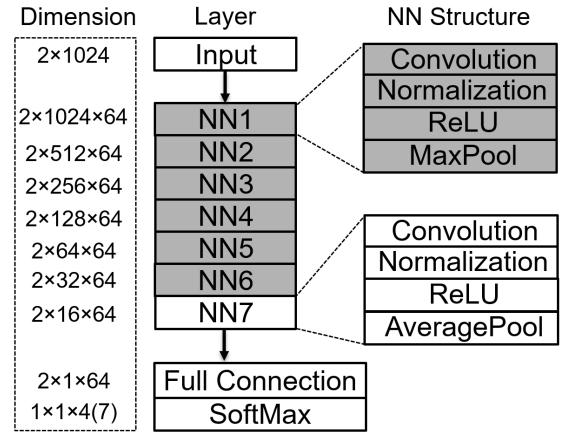 Dimension Layer NN Structure
2×1024 Input
2×1024×64 NN1
2×512×64 NN2
2×256×64 NN3
2×128×64 NN4
2×64×64 NN5
2×32×64 NN6
2×16×64 NN7
2×1×64 Full Connection
1×1×4(7) SoftMax
Convolution
Normalization
ReLU
MaxPool
Convolution
Normalization
ReLU
AveragePool